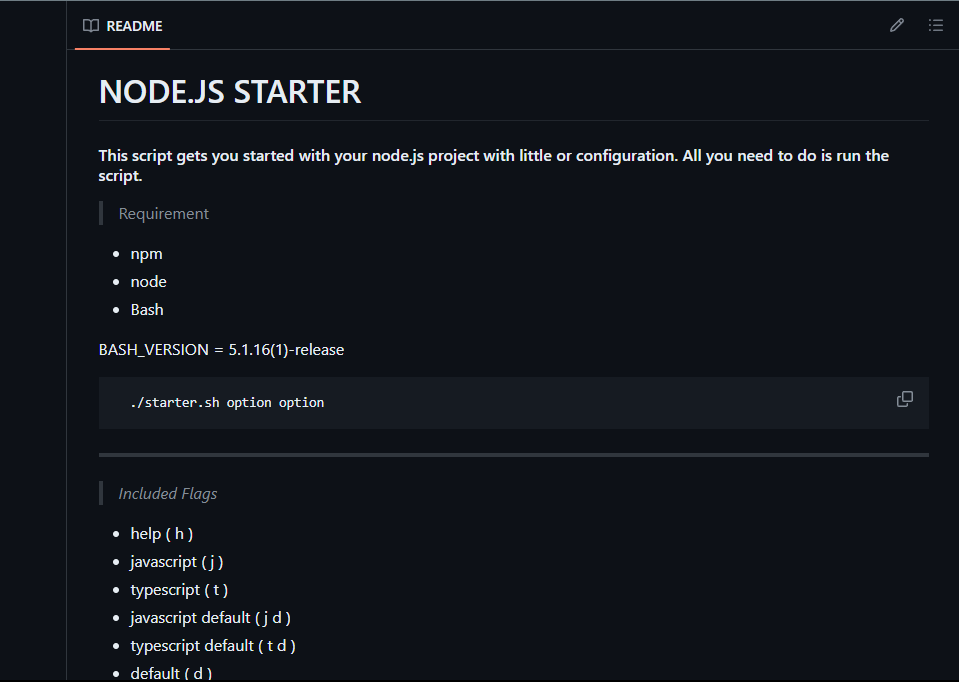 README
NODE.JS STARTER
This script gets you started with your node.js project with little or configuration. All you need to do is run the
script.
Requirement
npm
node
Bash
BASH_VERSION = 5.1.16(1)-release
./starter.sh option option
Included Flags
help ( h )
javascript ( j )
typescript ( t )
javascript default ( j d )
typescript default ( t d )
default ( d )